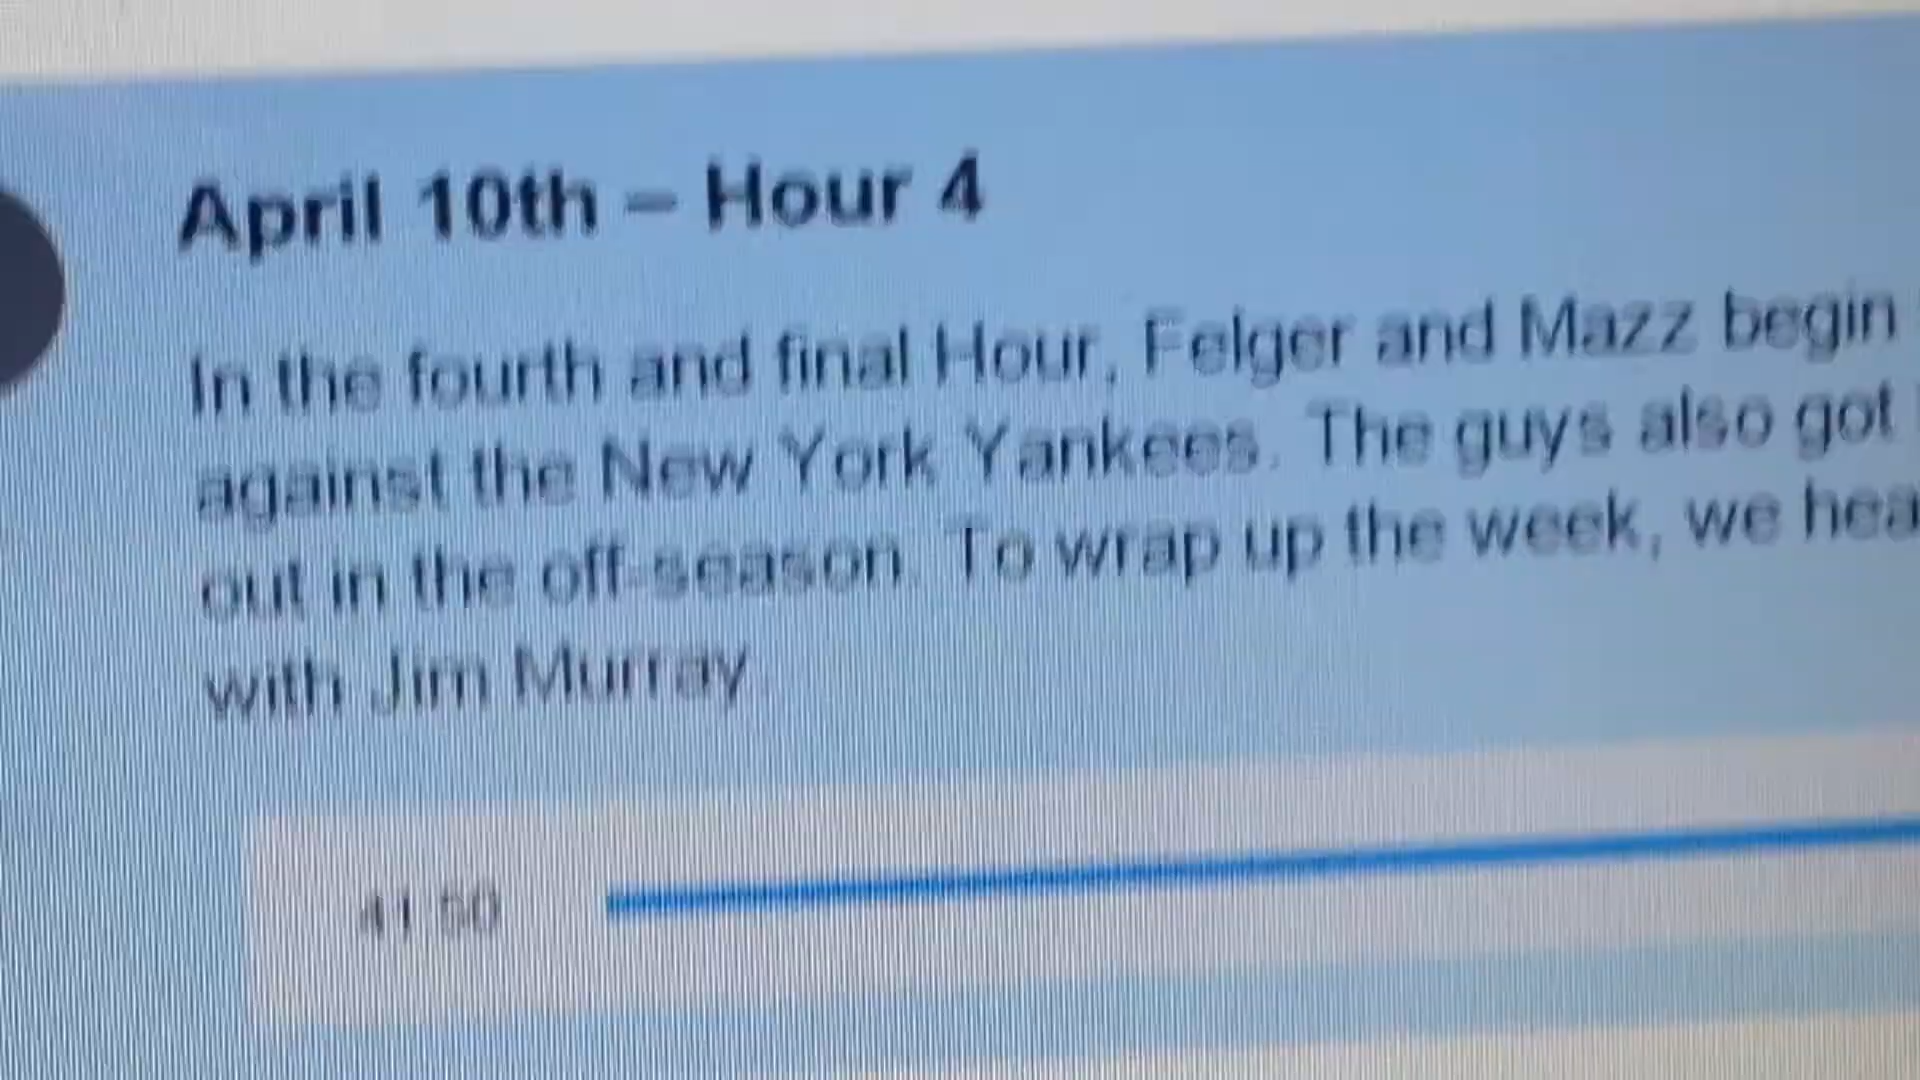 April 10th – Hour 4
In the fourth and final Hour, Felger and Mazz begin
against the New York Yankees. The guys also got
out in the off-season. To wrap up the week, we hea
with Jim Murray.
41:50